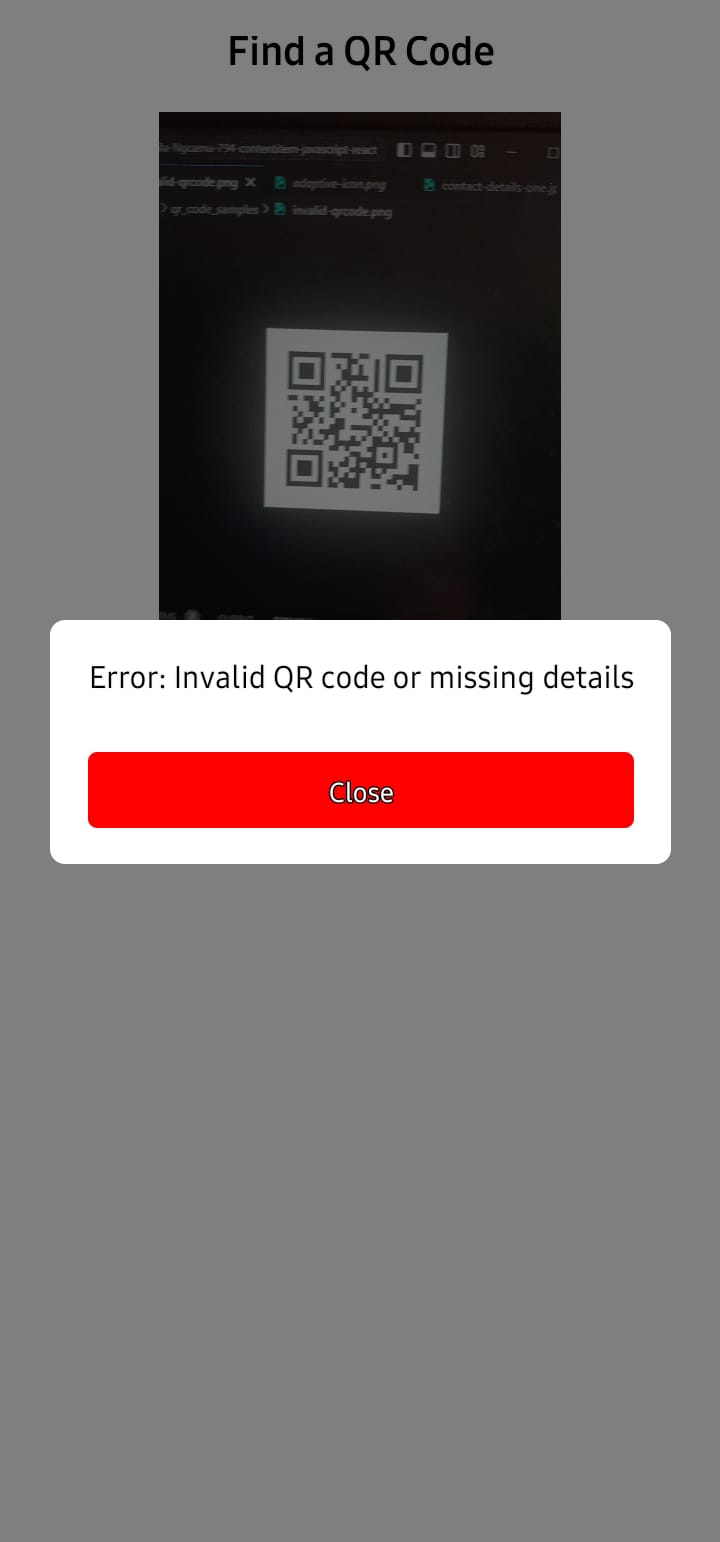 Find a QR Code
-Ngcamu-794-contentitem-javascript-react
lid-qrcode.png
adaptive-icon.png
contact-details-one.j
qr_code_samples > invalid-qrcode.png
Error: Invalid QR code or missing details
Close